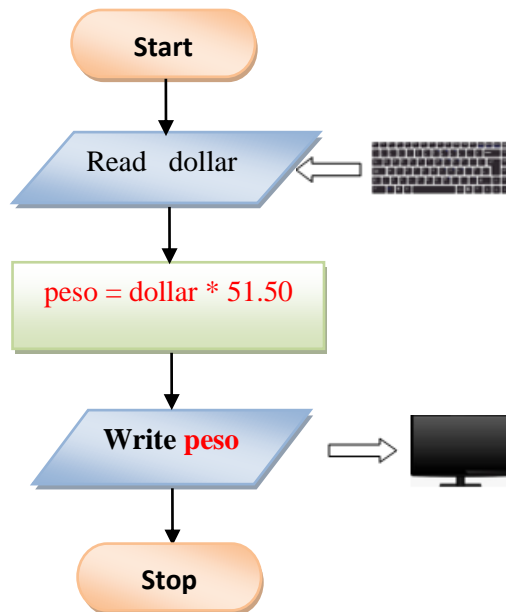 Start
Read dollar
peso = dollar * 51.50
Write peso
Stop